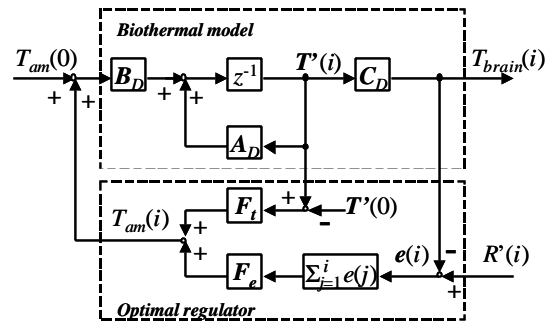 Biothermal model
T_am(0) B_D z^-1 T'(i) C_D T_brain(i)
+ + + +
A_D
F_t + T'(0)
-
T_am(i) + e(i) - R'(i)
+ F_e Σ_{j=1}^{i} e(j) +
Optimal regulator